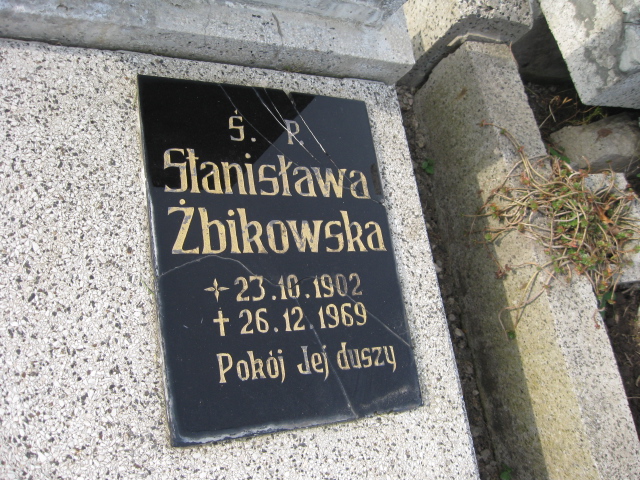 Ś. P.
Stanisława
Żbikowska
✧ 23.10.1902
✝ 26.12.1969
Pokój Jej duszy